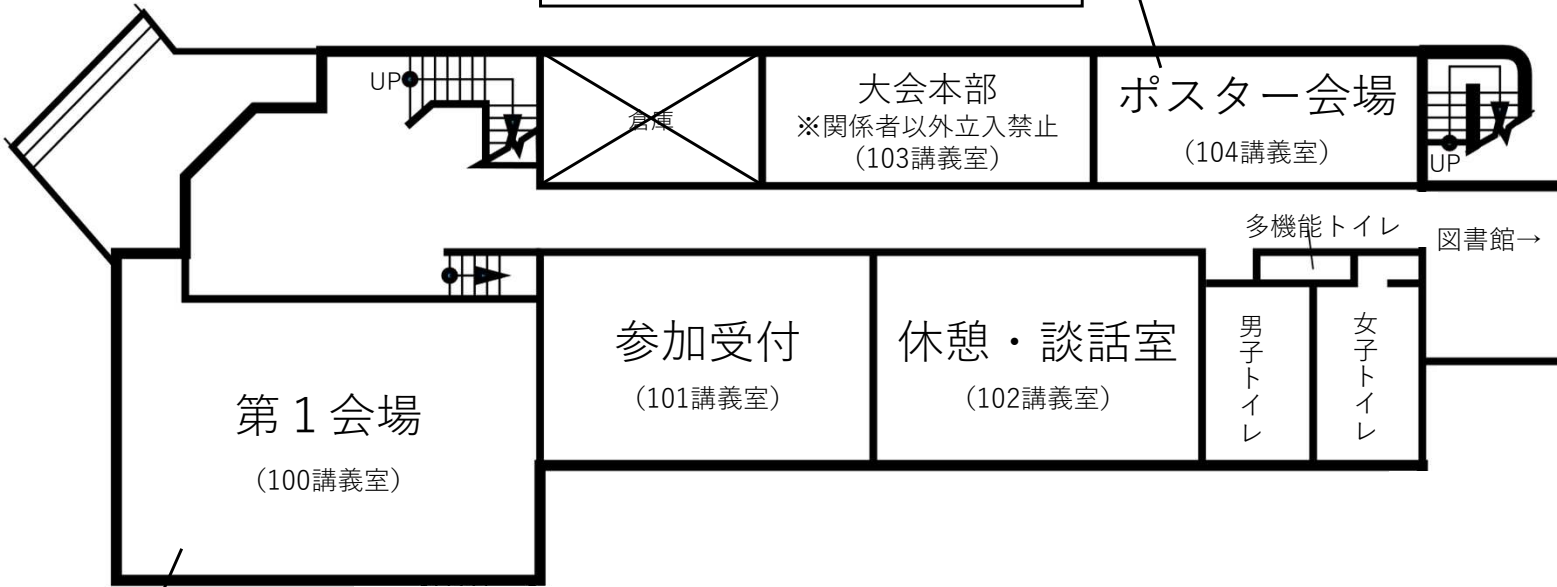 UP
倉庫
大会本部
※関係者以外立入禁止
（103講義室）
ポスター会場
（104講義室）
UP
多機能トイレ
図書館→
第１会場
（100講義室）
参加受付
（101講義室）
休憩・談話室
（102講義室）
男子トイレ
女子トイレ